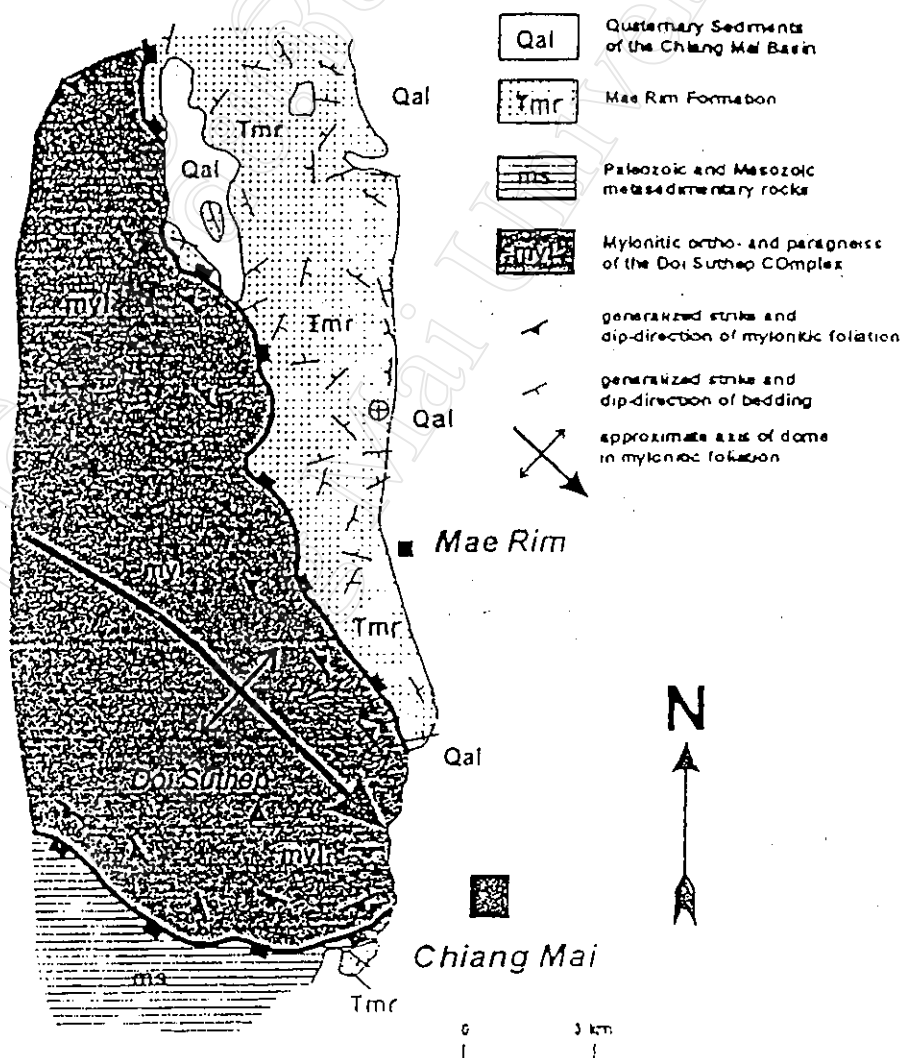 Qal
Quaternary Sediments
of the Chiang Mai Basin
Tmr
Mae Rim Formation
ms
Paleozoic and Mesozoic
metasedimentary rocks
myl
Mylonitic ortho- and paragneiss
of the Doi Suthep COmplex
generalized strike and
dip-direction of mylonitic foliation
generalized strike and
dip-direction of bedding
approximate axis of dome
in mylonitic foliation
Qal
Tmr
Qal
myl
Tmr
Qal
Mae Rim
myl
Tmr
N
Qal
Doi Suthep
myl
Chiang Mai
ms
Tmr
0 3 km
Mai Univer